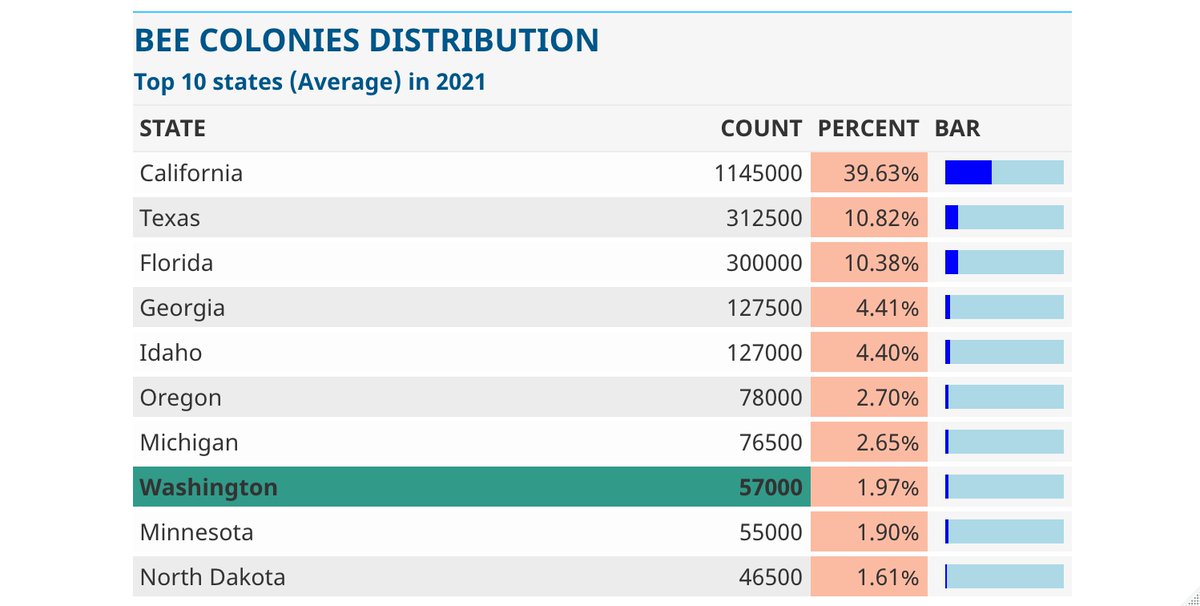 BEE COLONIES DISTRIBUTION
Top 10 states (Average) in 2021
STATE COUNT PERCENT BAR
California 1145000 39.63%
Texas 312500 10.82%
Florida 300000 10.38%
Georgia 127500 4.41%
Idaho 127000 4.40%
Oregon 78000 2.70%
Michigan 76500 2.65%
Washington 57000 1.97%
Minnesota 55000 1.90%
North Dakota 46500 1.61%